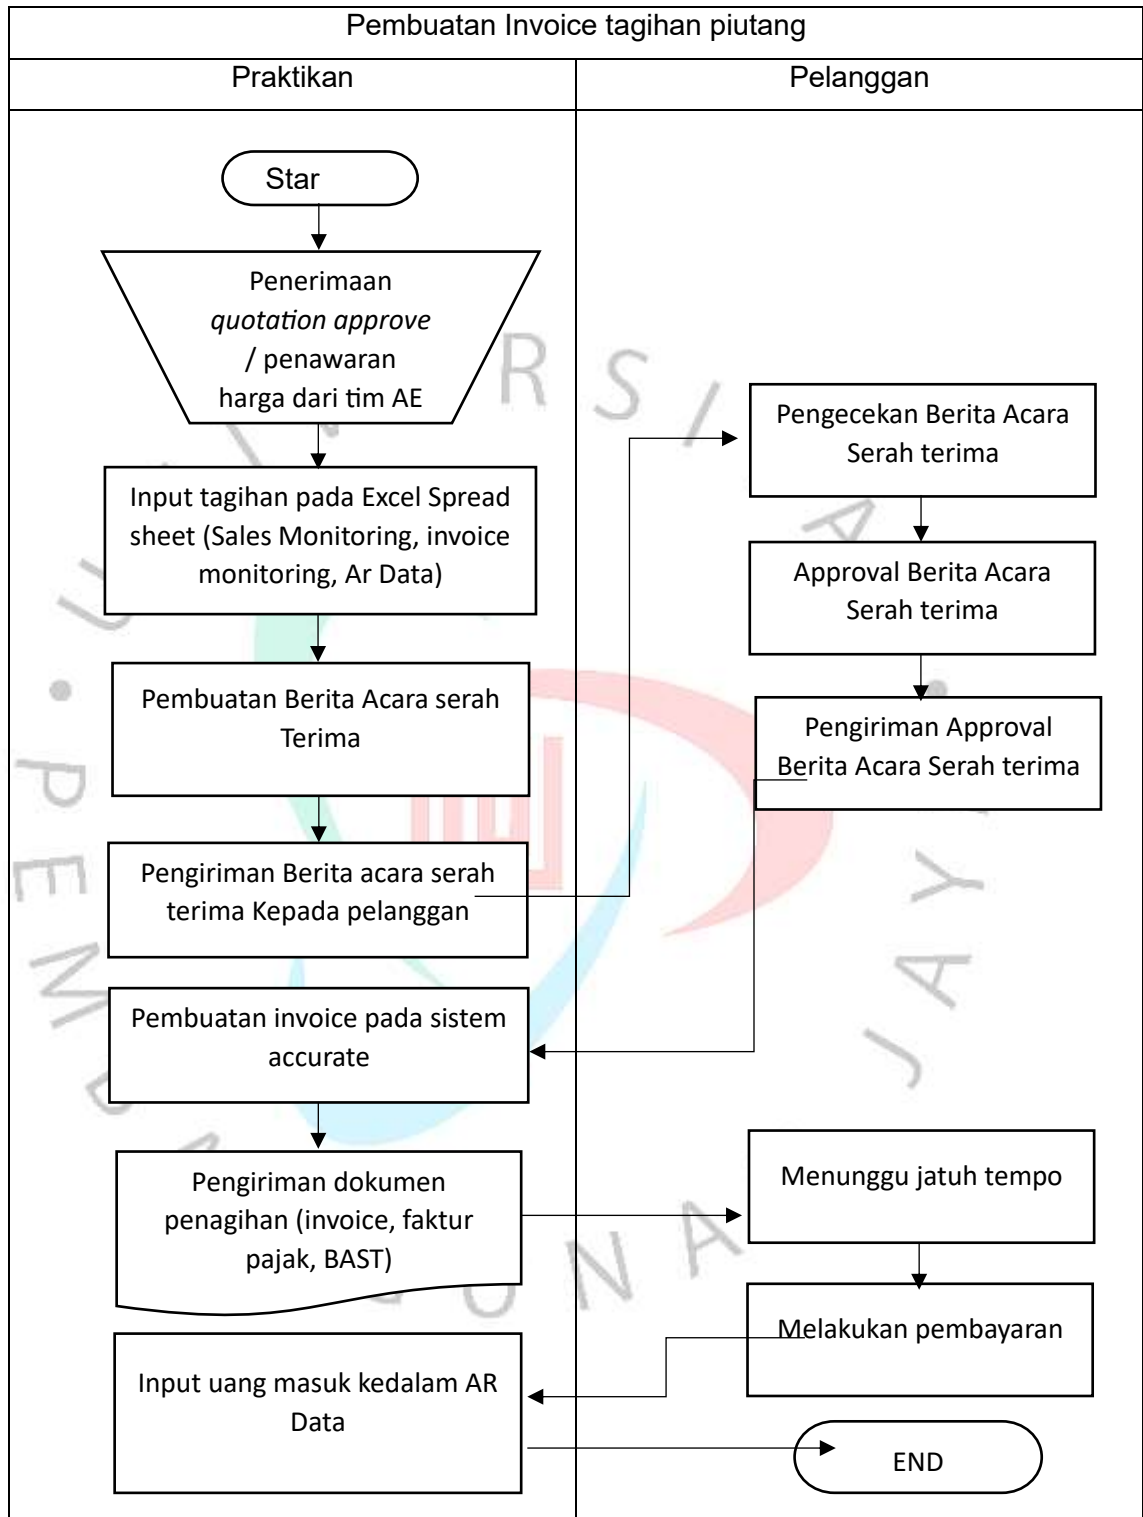 Pembuatan Invoice tagihan piutang
Praktikan
Pelanggan
Star
Penerimaan
quotation approve
/ penawaran
harga dari tim AE
Input tagihan pada Excel Spread
sheet (Sales Monitoring, invoice
monitoring, Ar Data)
Pembuatan Berita Acara serah
Terima
Pengiriman Berita acara serah
terima Kepada pelanggan
Pengecekan Berita Acara
Serah terima
Approval Berita Acara
Serah terima
Pengiriman Approval
Berita Acara Serah terima
Pembuatan invoice pada sistem
accurate
Pengiriman dokumen
penagihan (invoice, faktur
pajak, BAST)
Menunggu jatuh tempo
Melakukan pembayaran
Input uang masuk kedalam AR
Data
END